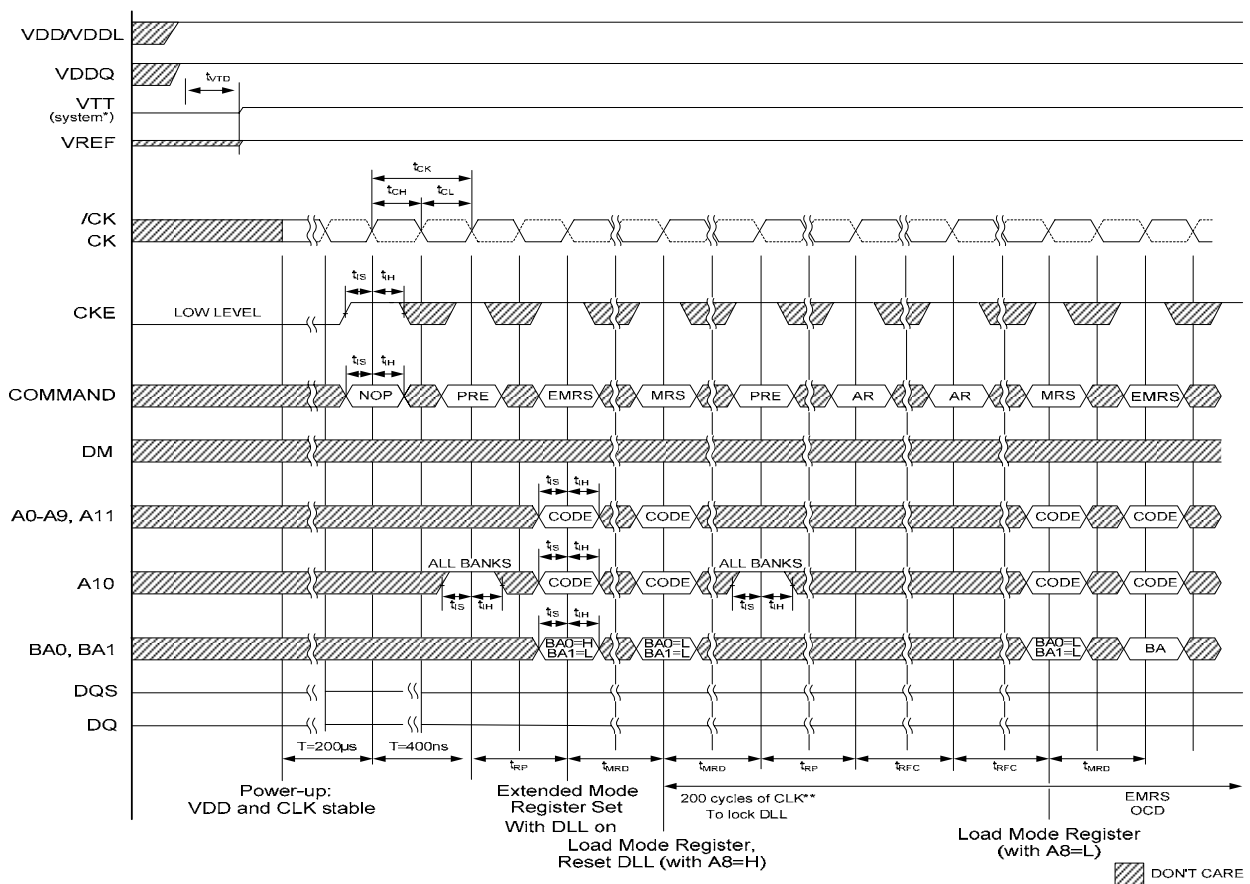 VDD/VDDL
VDDQ
tVTD
VTT
(system*)
VREF
tCK
tCH tCL
/CK
CK
tIS tIH
CKE LOW LEVEL
tIS tIH
COMMAND NOP PRE EMRS MRS PRE AR AR MRS EMRS
DM
tIS tIH
A0-A9, A11 CODE CODE CODE CODE
tIS tIH
ALL BANKS ALL BANKS
A10 CODE CODE CODE CODE
tIS tIH tIS tIH
tIS tIH
BA0, BA1 BA0=H BA1=L BA0=L BA1=L BA0=L BA1=L BA
DQS
DQ
T=200µs T=400ns
tRP tMRD tMRD tRP tRFC tRFC tMRD
Power-up:
VDD and CLK stable
Extended Mode
Register Set
With DLL on
Load Mode Register,
Reset DLL (with A8=H)
200 cycles of CLK**
To lock DLL
Load Mode Register
(with A8=L)
EMRS
OCD
DON'T CARE